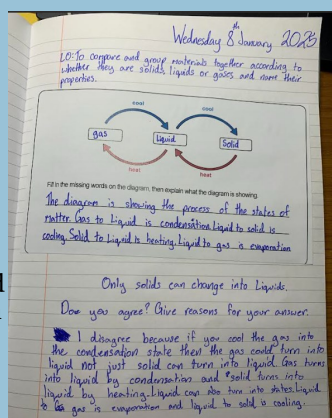 Wednesday 8th January 2025
LO: To compare and group materials together according to
whether they are solids, liquids or gases and name their
properties.
cool
cool
gas
Liquid
Solid
heat
heat
Fill in the missing words on the diagram, then explain what the diagram is showing.
The diagram is showing the process of the states of
matter. Gas to Liquid is condensation. Liquid to solid is
cooling. Solid to Liquid is heating. Liquid to gas is evaporation
Only solids can change into Liquids.
Do you agree? Give reasons for your answer.
I disagree because if you cool the gas into
the condensation state then the gas could turn into
liquid not just solid can turn into liquid. Gas turns
into liquid by condensation and solid turns into
liquid by heating. Liquid can also turn into states. Liquid
to gas is evaporation and liquid to solid is cooling.